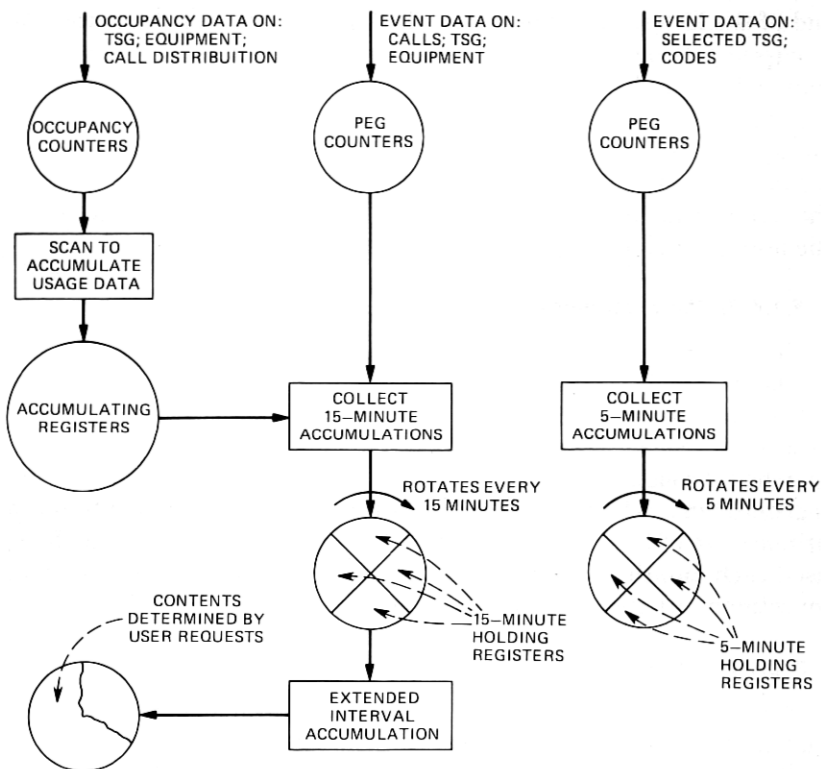 OCCUPANCY DATA ON:
TSG; EQUIPMENT;
CALL DISTRIBUITION
EVENT DATA ON:
CALLS; TSG;
EQUIPMENT
EVENT DATA ON:
SELECTED TSG;
CODES
OCCUPANCY
COUNTERS
PEG
COUNTERS
PEG
COUNTERS
SCAN TO
ACCUMULATE
USAGE DATA
ACCUMULATING
REGISTERS
COLLECT
15–MINUTE
ACCUMULATIONS
COLLECT
5–MINUTE
ACCUMULATIONS
ROTATES EVERY
15 MINUTES
ROTATES EVERY
5 MINUTES
CONTENTS
DETERMINED BY
USER REQUESTS
15–MINUTE
HOLDING
REGISTERS
5–MINUTE
HOLDING
REGISTERS
EXTENDED
INTERVAL
ACCUMULATION